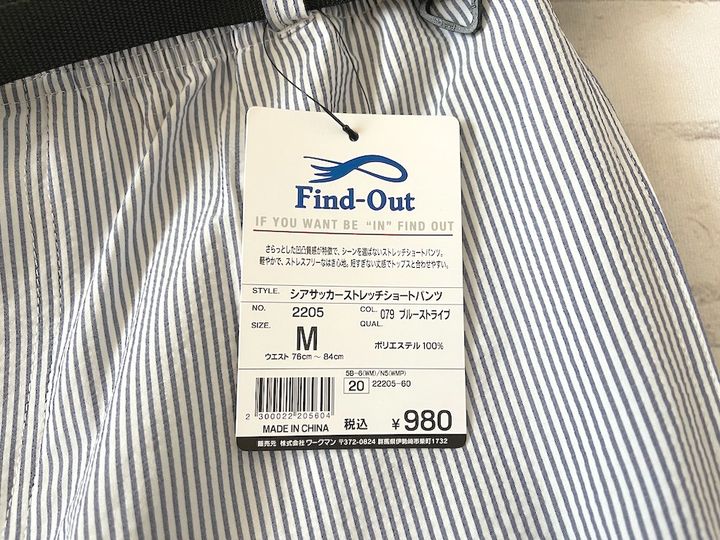 Find-Out
IF YOU WANT BE "IN" FIND OUT
さらっとした凹凸質感が特徴で、シーンを選ばないストレッチショートパンツ。
軽やかで、ストレスフリーなはき心地。短すぎない丈感でトップスと合わせやすい。
STYLE. シアサッカーストレッチショートパンツ
NO. 2205 COL. 079 ブルーストライプ
SIZE. M QUAL.
ポリエステル 100%
ウエスト 76cm〜84cm
5B-6(WM)/N5(WMP)
20 22205-60
2 300022 205604
MADE IN CHINA 税込 ¥980
販売元 株式会社 ワークマン 〒372-0824 群馬県伊勢崎市柴町1732